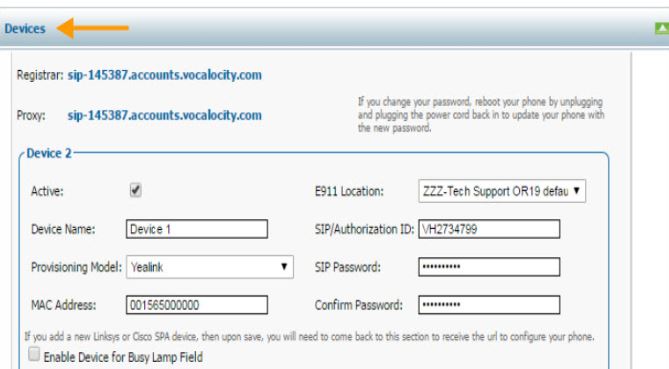 Devices
Registrar: sip-145387.accounts.vocalocity.com
Proxy: sip-145387.accounts.vocalocity.com
If you change your password, reboot your phone by unplugging
and plugging the power cord back in to update your phone with
the new password.
Device 2
Active:
E911 Location: ZZZ-Tech Support OR19 defau
Device Name: Device 1
SIP/Authorization ID: VH2734799
Provisioning Model: Yealink
SIP Password: ••••••••••
MAC Address: 001565000000
Confirm Password: ••••••••••
If you add a new Linksys or Cisco SPA device, then upon save, you will need to come back to this section to receive the url to configure your phone.
Enable Device for Busy Lamp Field